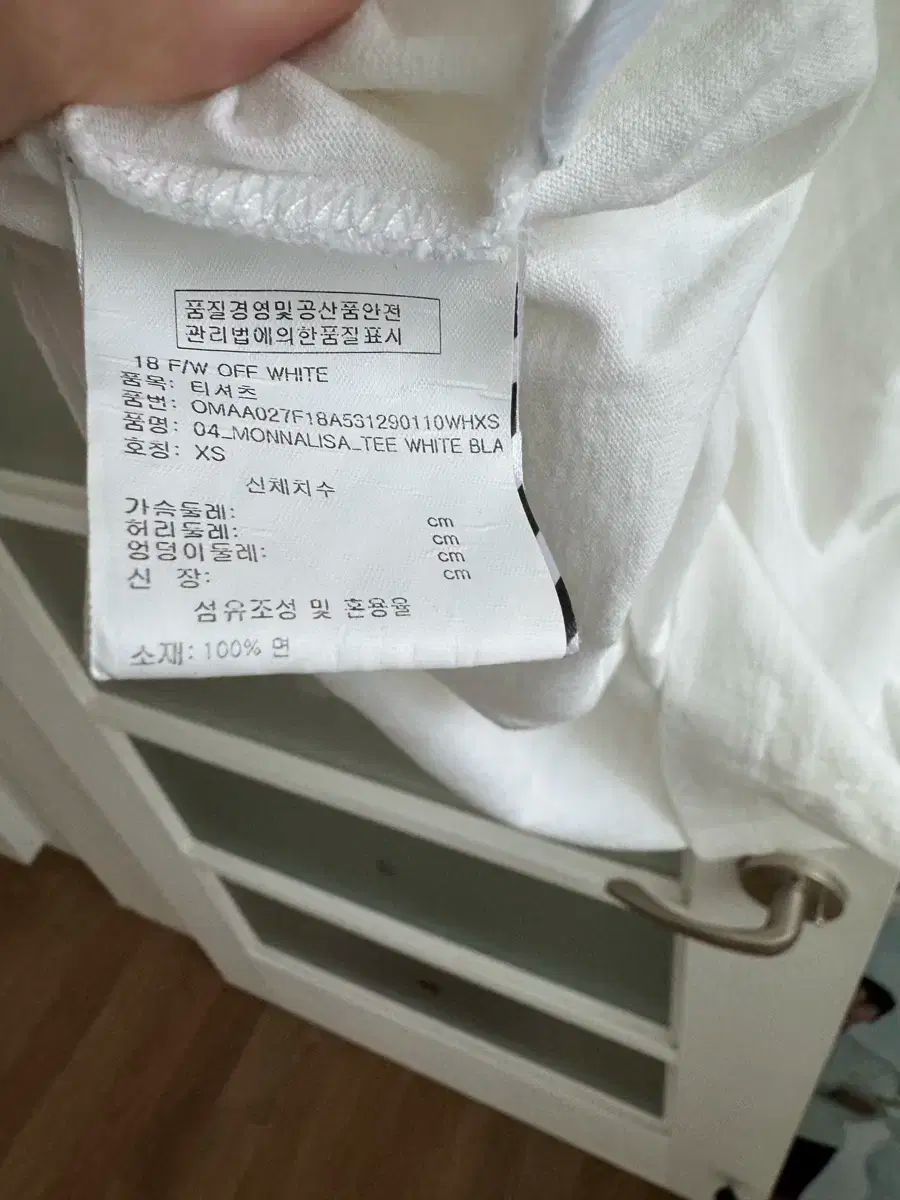 품질경영및공산품안전
관리법에의한품질표시
18 F/W OFF WHITE
품목: 티셔츠
품번: OMAA027F18A531290110WHXS
품명: 04_MONNALISA_TEE WHITE BLA
호칭: XS
신체치수
가슴둘레: cm
허리둘레: cm
엉덩이둘레: cm
신 장: cm
섬유조성 및 혼용율
소재: 100% 면